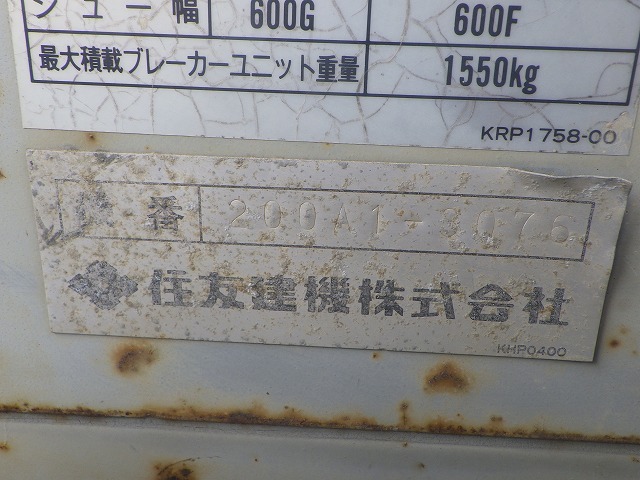 シュー幅 600G 600F
最大積載ブレーカーユニット重量 1550kg
KRP1758-00
番 200A1-3076
住友建機株式会社
KHP0400